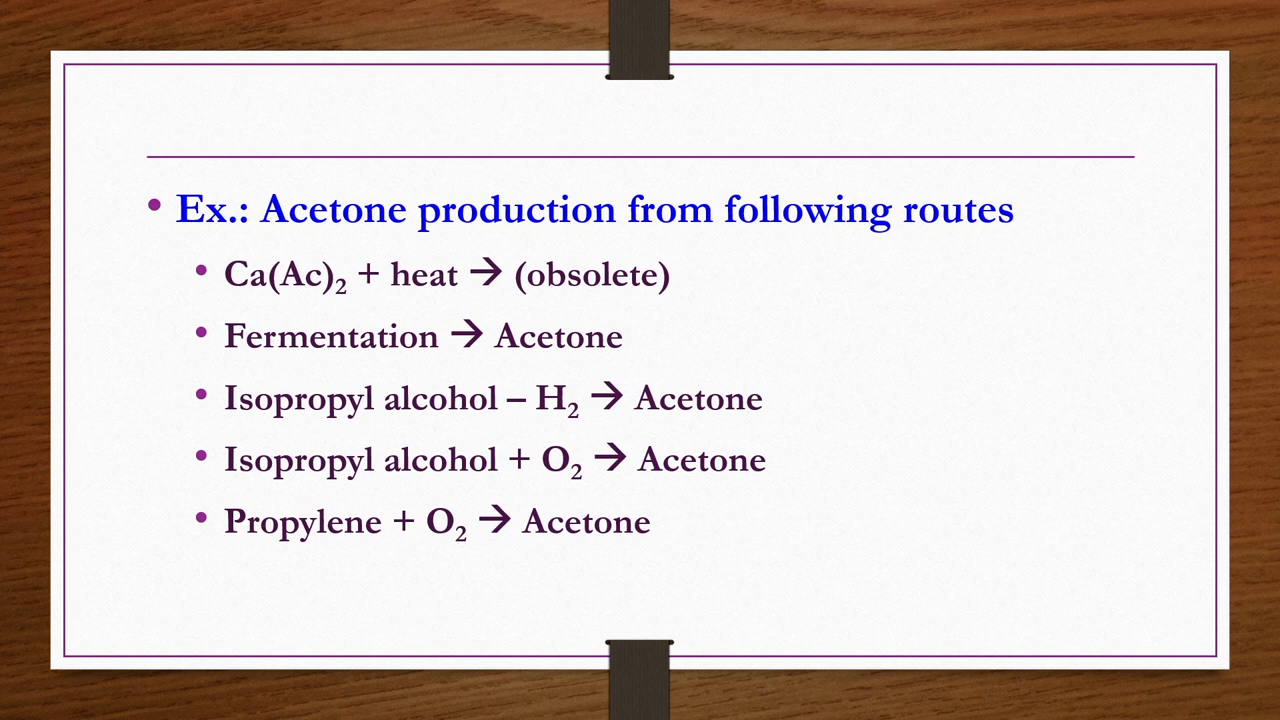 • Ex.: Acetone production from following routes
• Ca(Ac)₂ + heat → (obsolete)
• Fermentation → Acetone
• Isopropyl alcohol – H₂ → Acetone
• Isopropyl alcohol + O₂ → Acetone
• Propylene + O₂ → Acetone